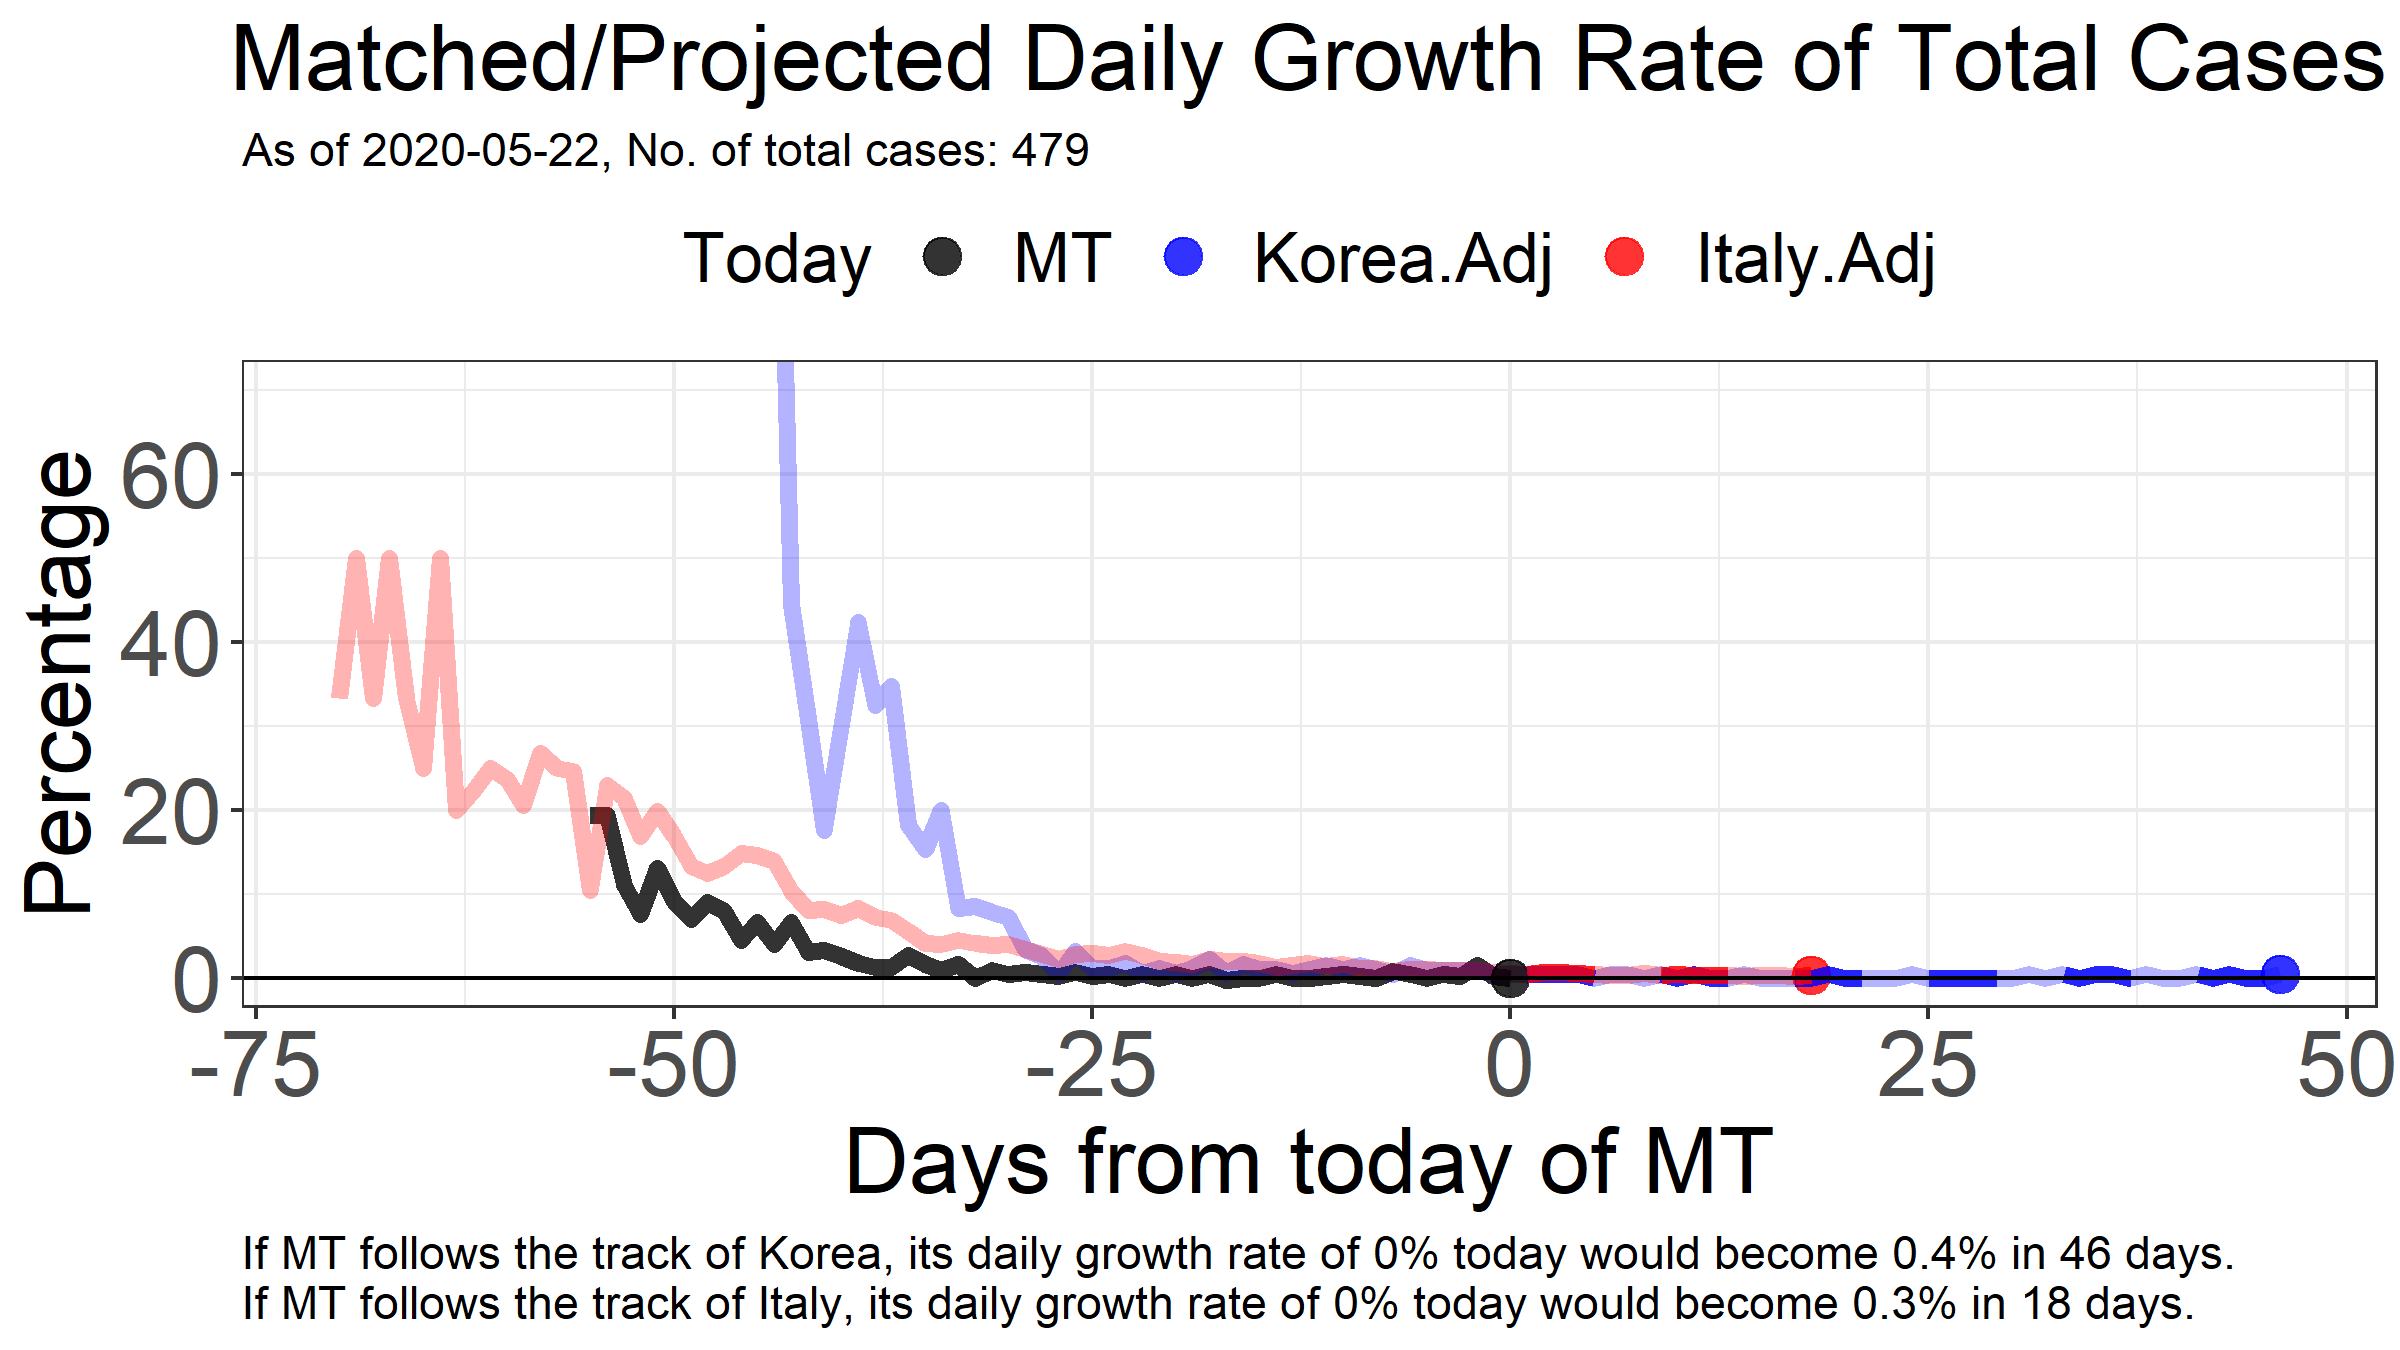 Matched/Projected Daily Growth Rate of Total Cases
As of 2020-05-22, No. of total cases: 479
Today MT Korea.Adj Italy.Adj
Percentage
60
40
20
0
-75 -50 -25 0 25 50
Days from today of MT
If MT follows the track of Korea, its daily growth rate of 0% today would become 0.4% in 46 days.
If MT follows the track of Italy, its daily growth rate of 0% today would become 0.3% in 18 days.